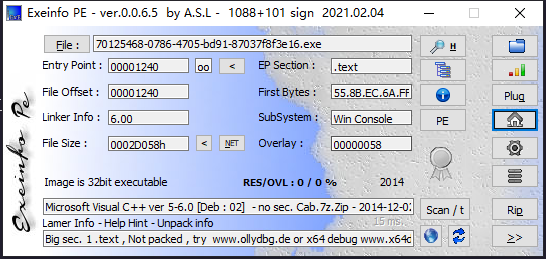 Exeinfo PE - ver.0.0.6.5 by A.S.L - 1088+101 sign 2021.02.04
File : 70125468-0786-4705-bd91-87037f8f3e16.exe H
Entry Point : 00001240 oo < EP Section : .text
File Offset : 00001240 First Bytes : 55.8B.EC.6A.FF Plug
Linker Info : 6.00 SubSystem : Win Console PE
File Size : 0002D058h < NET Overlay : 00000058
Image is 32bit executable RES/OVL : 0 / 0 % 2014
Microsoft Visual C++ ver 5-6.0 [Deb : 02] - no sec. Cab.7z.Zip - 2014-12-02 Scan / t Rip
Lamer Info - Help Hint - Unpack info 15 ms.
Big sec. 1 .text , Not packed , try www.ollydbg.de or x64 debug www.x64d >>
Exeinfo Pe